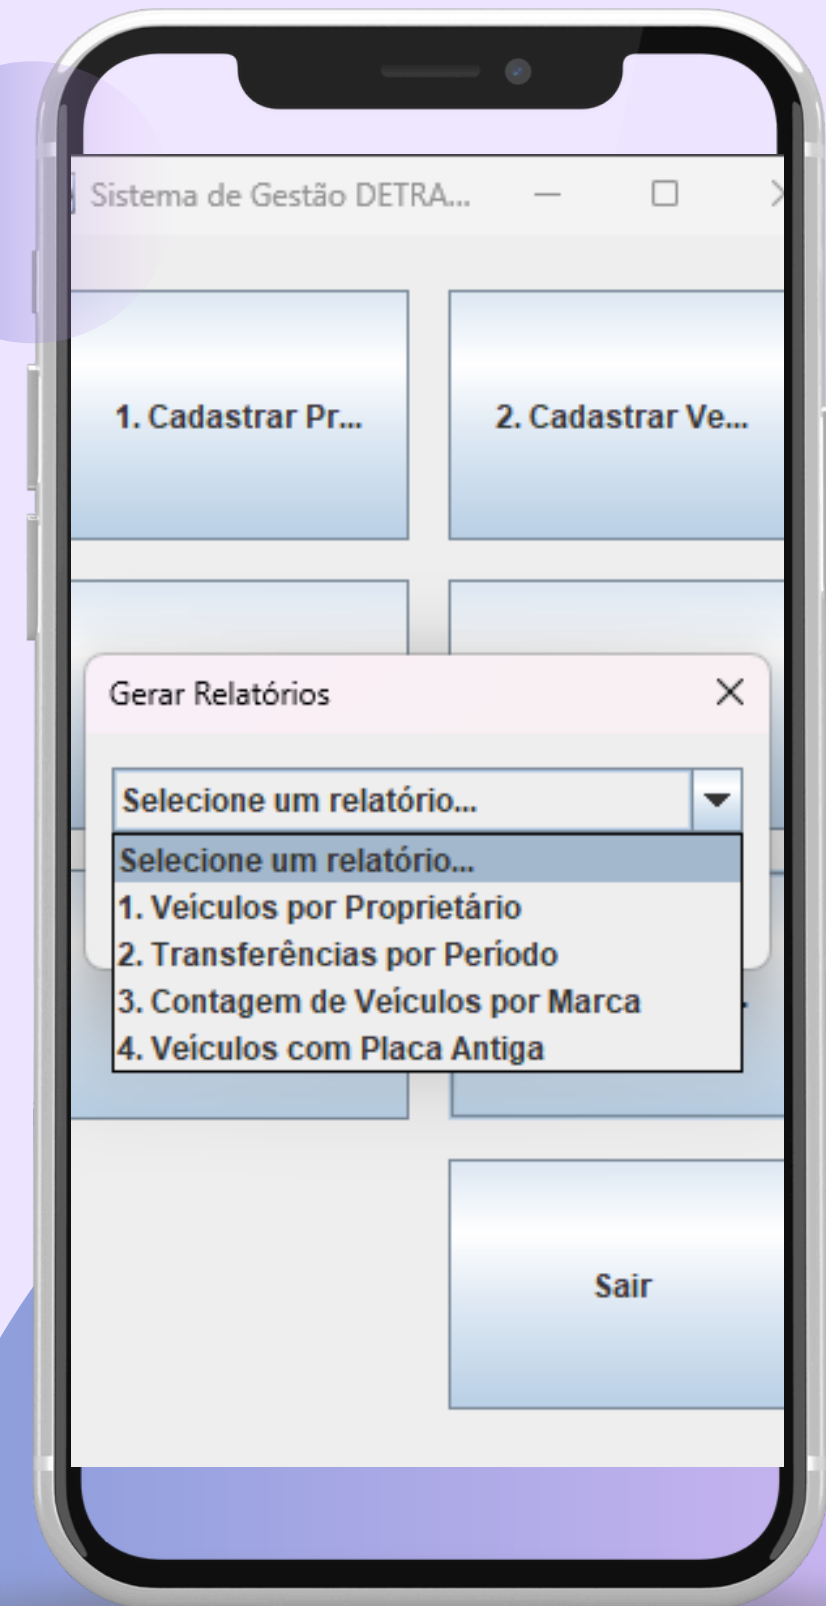 Sistema de Gestão DETRA...
1. Cadastrar Pr...
2. Cadastrar Ve...
Gerar Relatórios
Selecione um relatório...
Selecione um relatório...
1. Veículos por Proprietário
2. Transferências por Período
3. Contagem de Veículos por Marca
4. Veículos com Placa Antiga
Sair